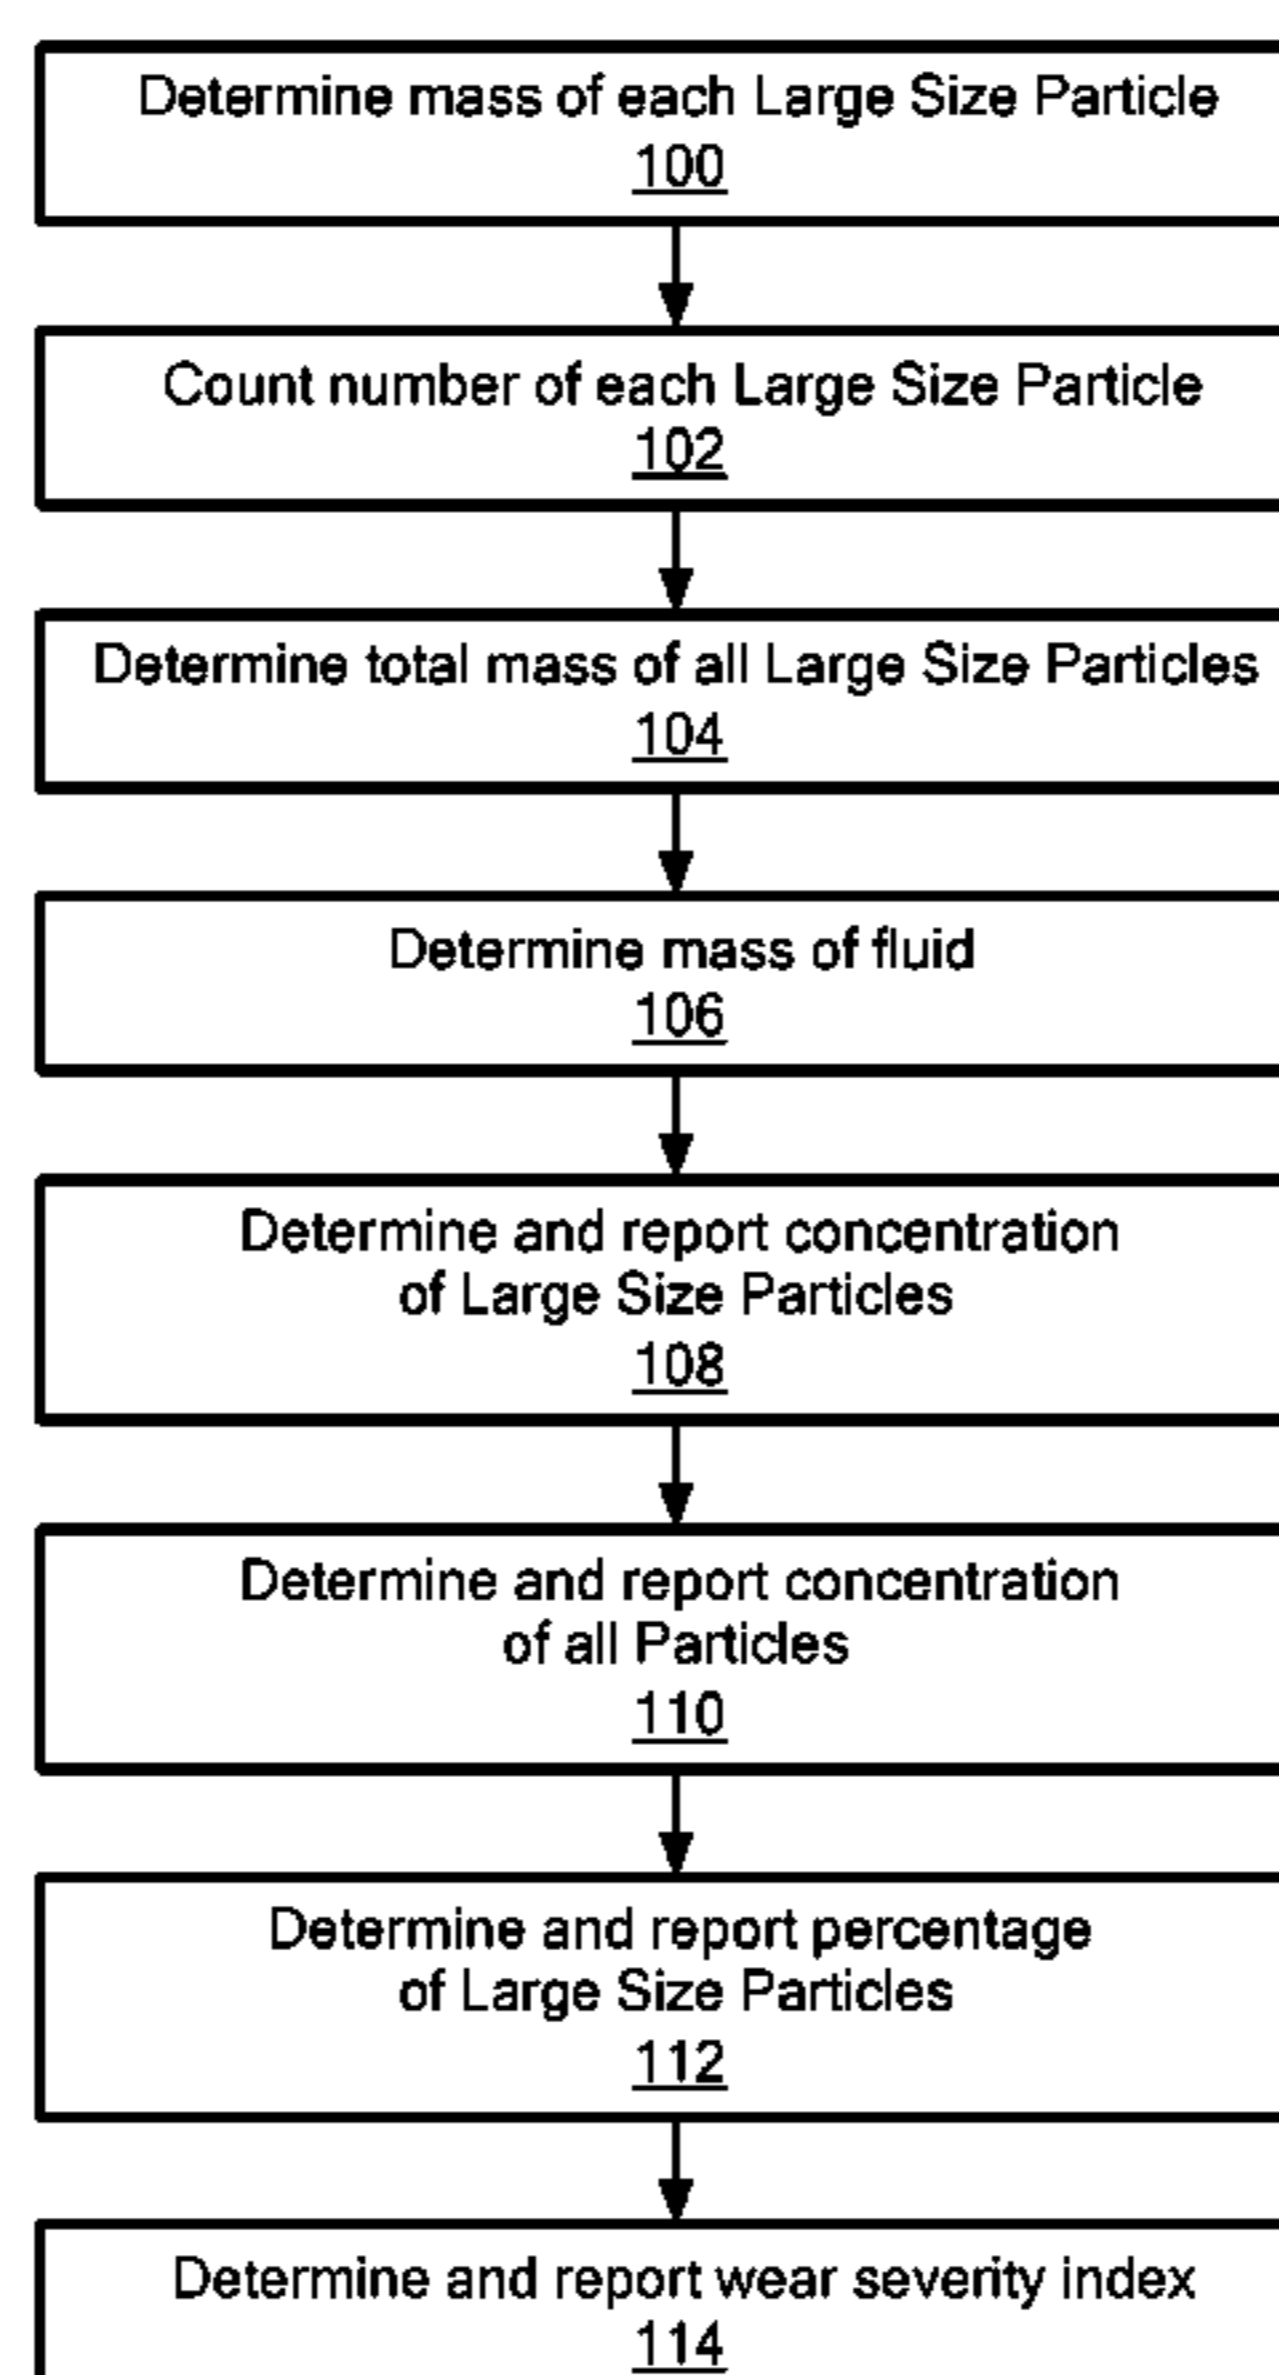 Determine mass of each Large Size Particle
100
Count number of each Large Size Particle
102
Determine total mass of all Large Size Particles
104
Determine mass of fluid
106
Determine and report concentration
of Large Size Particles
108
Determine and report concentration
of all Particles
110
Determine and report percentage
of Large Size Particles
112
Determine and report wear severity index
114